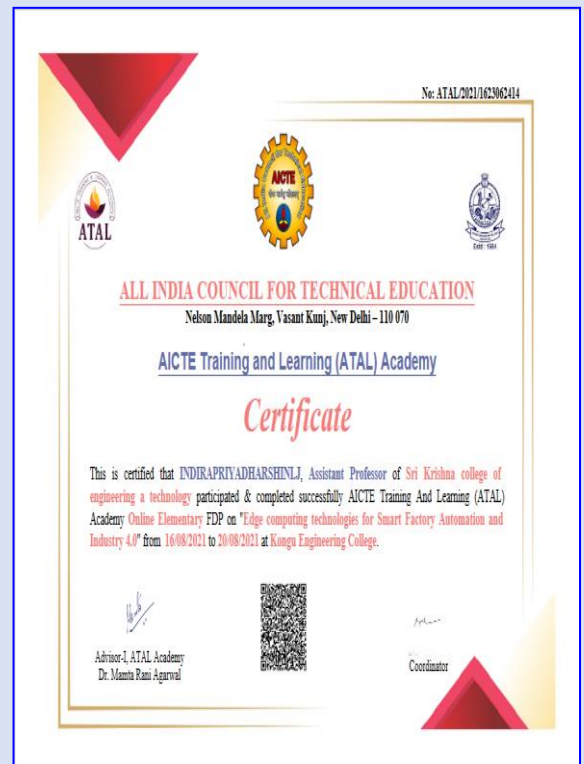 No: ATAL/2021/1623062414
AICTE
ATAL
Estd : 1984
ALL INDIA COUNCIL FOR TECHNICAL EDUCATION
Nelson Mandela Marg, Vasant Kunj, New Delhi – 110 070
AICTE Training and Learning (ATAL) Academy
Certificate
This is certified that INDIRAPRIYADHARSHINI.J, Assistant Professor of Sri Krishna college of
engineering a technology participated & completed successfully AICTE Training And Learning (ATAL)
Academy Online Elementary FDP on "Edge computing technologies for Smart Factory Automation and
Industry 4.0" from 16/08/2021 to 20/08/2021 at Kongu Engineering College.
Advisor-I, ATAL Academy
Dr. Mamta Rani Agarwal
Coordinator